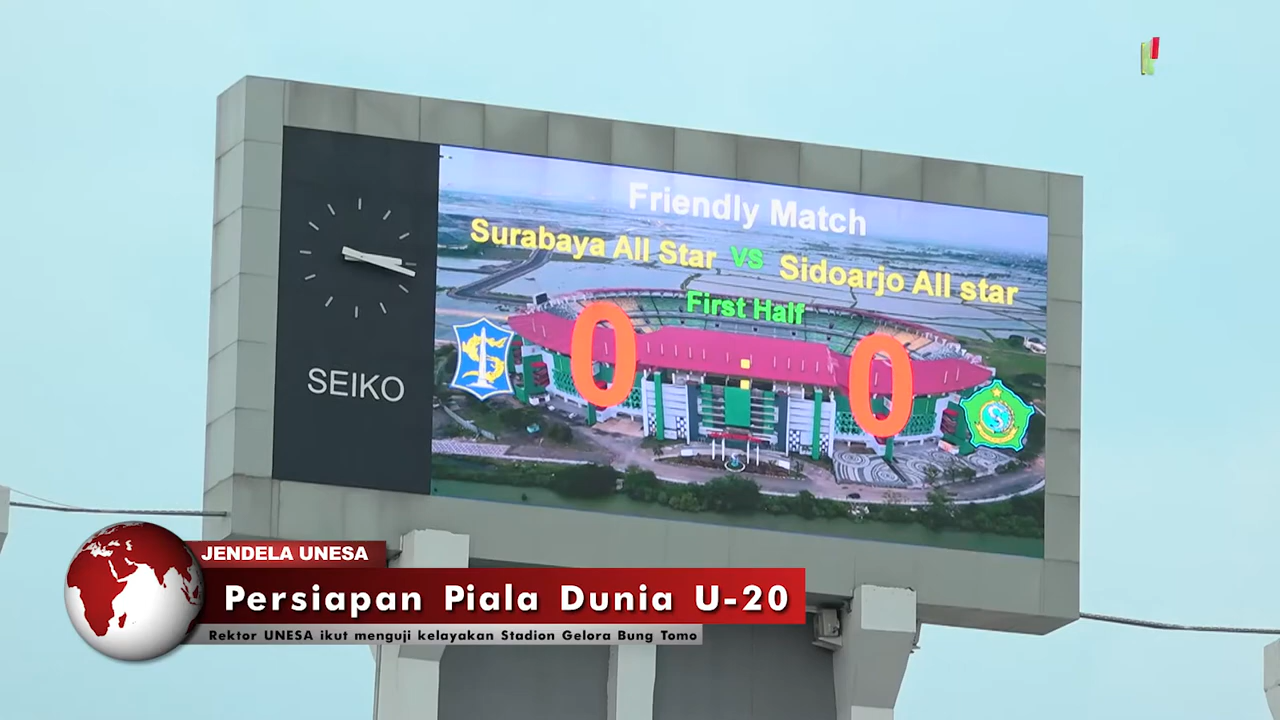 Friendly Match
Surabaya All Star VS Sidoarjo All star
First Half
0 : 0
SEIKO
JENDELA UNESA
Persiapan Piala Dunia U-20
Rektor UNESA ikut menguji kelayakan Stadion Gelora Bung Tomo